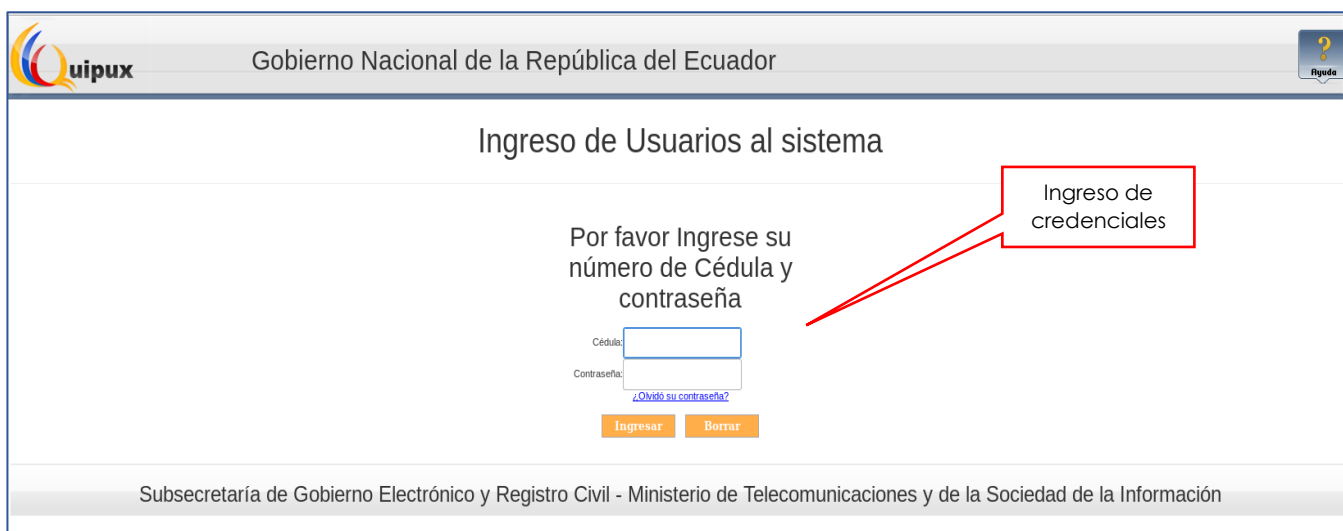 Quipux
Gobierno Nacional de la República del Ecuador
?
Ayuda
Ingreso de Usuarios al sistema
Ingreso de
credenciales
Por favor Ingrese su
número de Cédula y
contraseña
Cédula:
Contraseña:
¿Olvidó su contraseña?
Ingresar Borrar
Subsecretaría de Gobierno Electrónico y Registro Civil - Ministerio de Telecomunicaciones y de la Sociedad de la Información